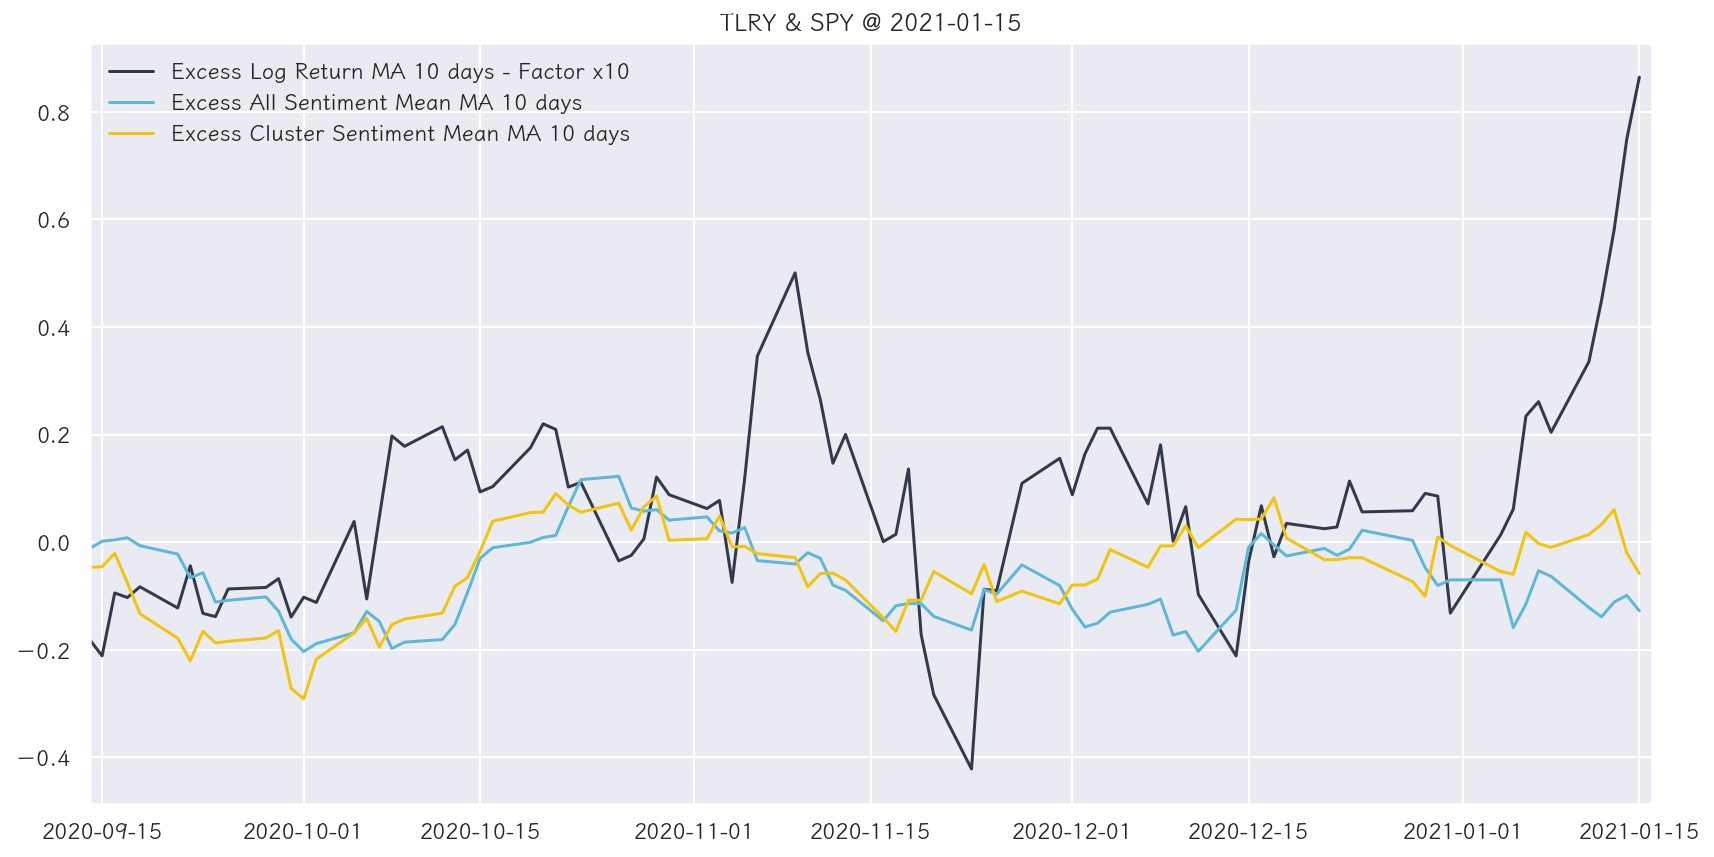 TLRY & SPY @ 2021-01-15
Excess Log Return MA 10 days - Factor x10
Excess All Sentiment Mean MA 10 days
Excess Cluster Sentiment Mean MA 10 days
0.8
0.6
0.4
0.2
0.0
−0.2
−0.4
2020-09-15 2020-10-01 2020-10-15 2020-11-01 2020-11-15 2020-12-01 2020-12-15 2021-01-01 2021-01-15